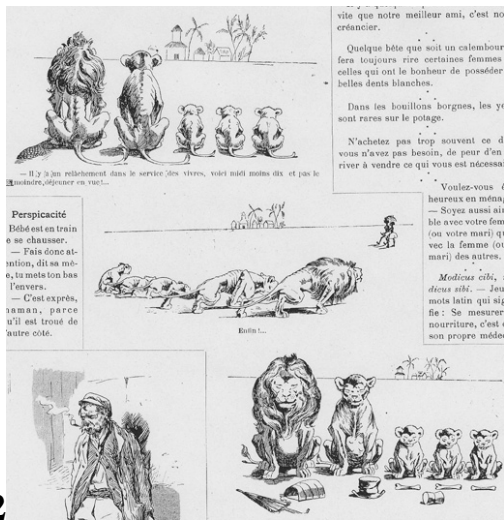 vite que notre meilleur ami, c'est no
créancier.
Quelque bête que soit un calembour
fera toujours rire certaines femmes
celles qui ont le bonheur de posséder
belles dents blanches.
Dans les bouillons borgnes, les ye
sont rares sur le potage.
N'achetez pas trop souvent ce d
vous n'avez pas besoin, de peur d'en
river à vendre ce qui vous est nécessai
— Il y a un relâchement dans le service des vivres, voici midi moins dix et pas le
moindre déjeuner en vue!...
Voulez-vous
heureux en ménag
— Soyez aussi aim
ble avec votre fem
(ou votre mari) qu
vec la femme (ou
mari) des autres.
Modicus cibi,
dicus sibi. — Jeu
mots latin qui sig
fie : Se mesurer
nourriture, c'est
son propre médec
Perspicacité
Bébé est en train
e se chausser.
— Fais donc at-
ention, dit sa mè-
e, tu mets ton bas
l'envers.
— C'est exprès,
maman, parce
qu'il est troué de
'autre côté.
Enfin!...